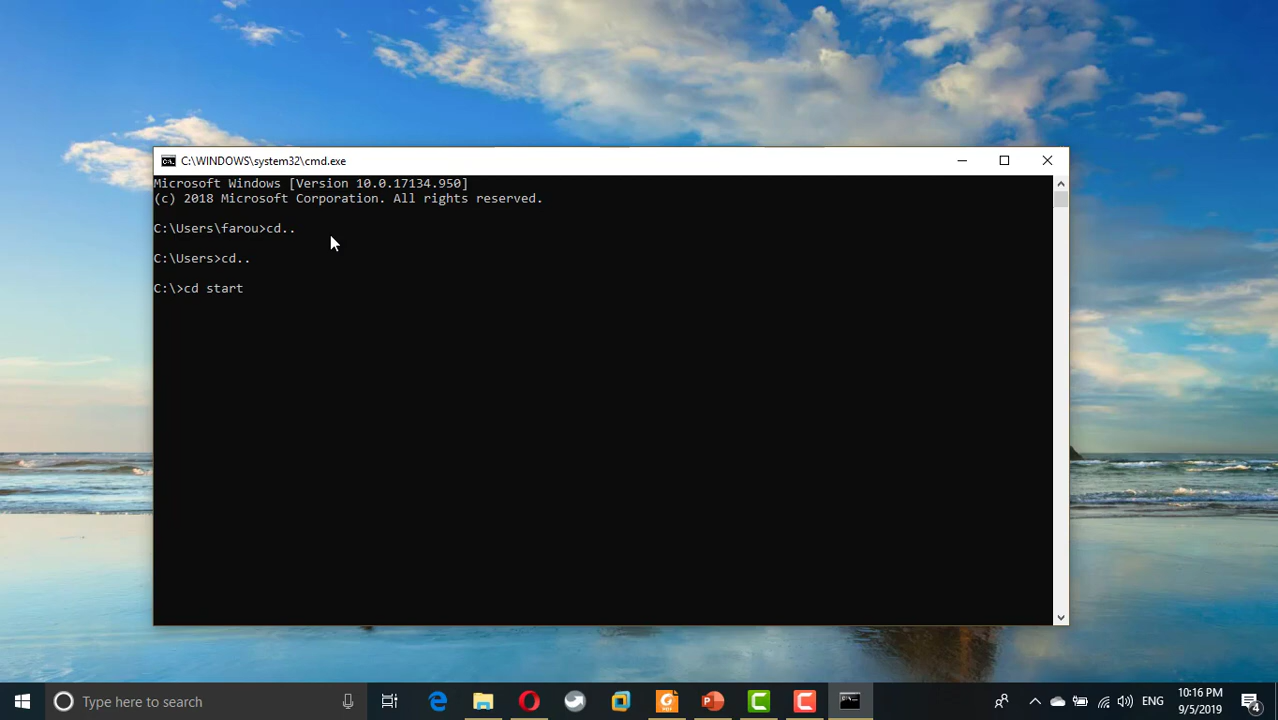 C:\WINDOWS\system32\cmd.exe
Microsoft Windows [Version 10.0.17134.950]
(c) 2018 Microsoft Corporation. All rights reserved.
C:\Users\farou>cd..
C:\Users>cd..
C:\>cd start
Type here to search
ENG
10:16 PM
9/5/2019
4